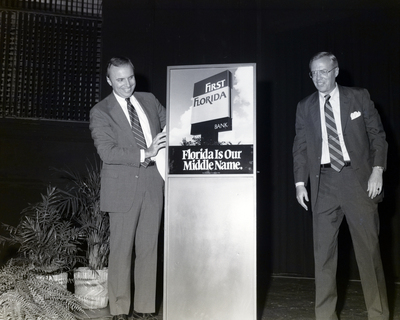 First
Florida
BANK
Florida Is Our
Middle Name.